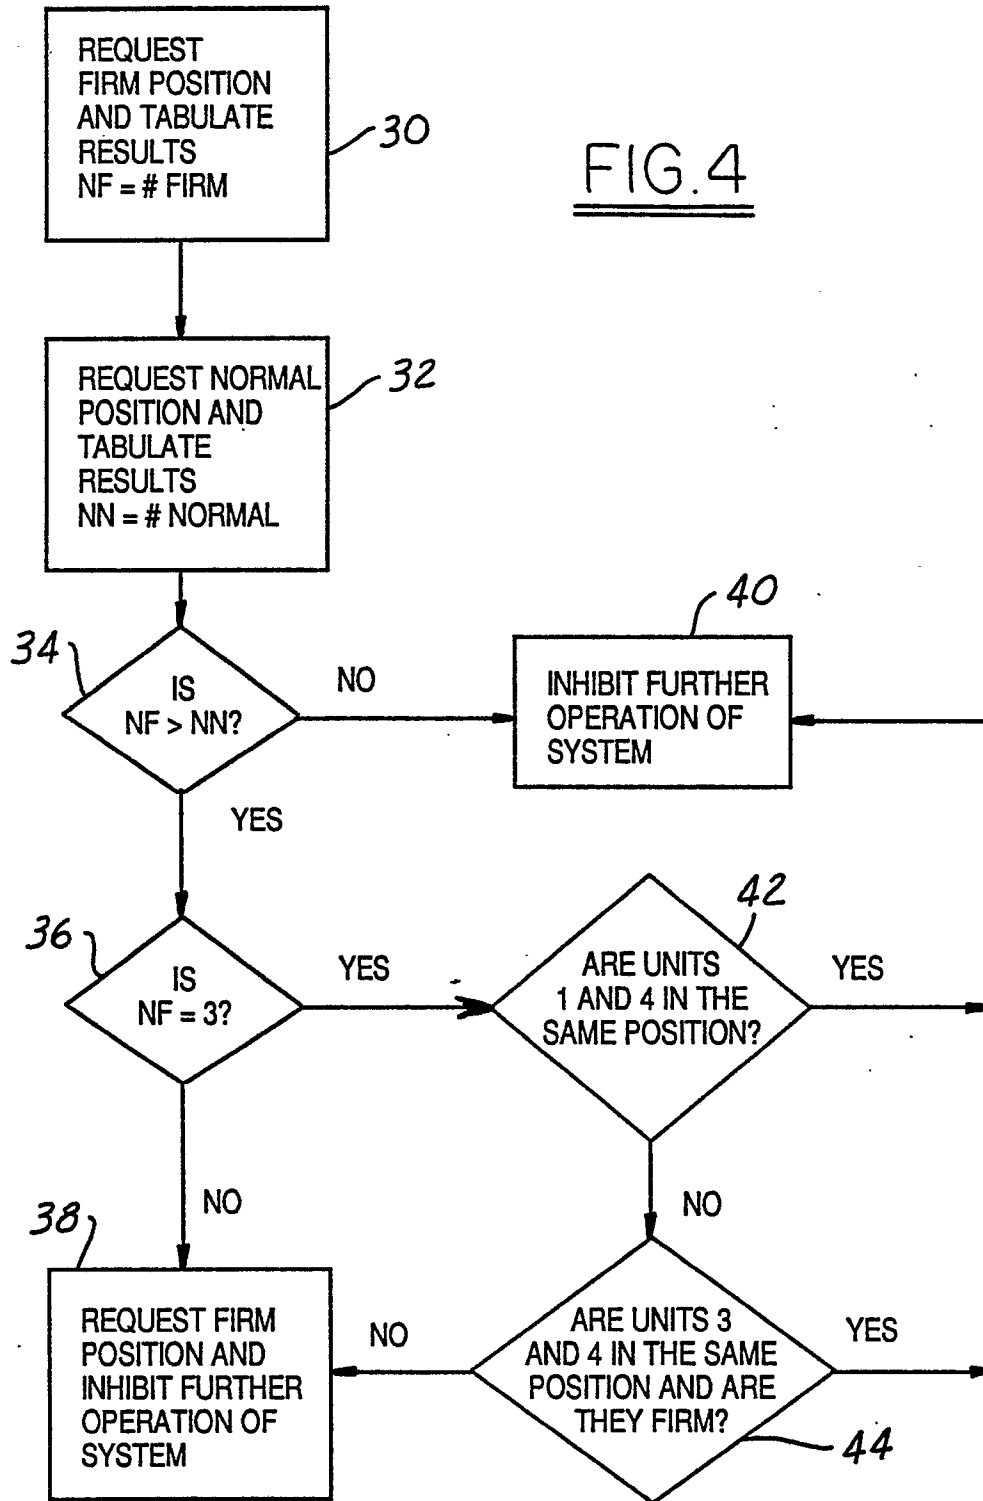 REQUEST
FIRM POSITION
AND TABULATE
RESULTS
NF = # FIRM
30
FIG. 4
REQUEST NORMAL
POSITION AND
TABULATE
RESULTS
NN = # NORMAL
32
34
IS
NF > NN?
NO
YES
40
INHIBIT FURTHER
OPERATION OF
SYSTEM
36
IS
NF = 3?
YES
NO
42
ARE UNITS
1 AND 4 IN THE
SAME POSITION?
YES
NO
38
REQUEST FIRM
POSITION AND
INHIBIT FURTHER
OPERATION OF
SYSTEM
NO
ARE UNITS 3
AND 4 IN THE SAME
POSITION AND ARE
THEY FIRM?
YES
44